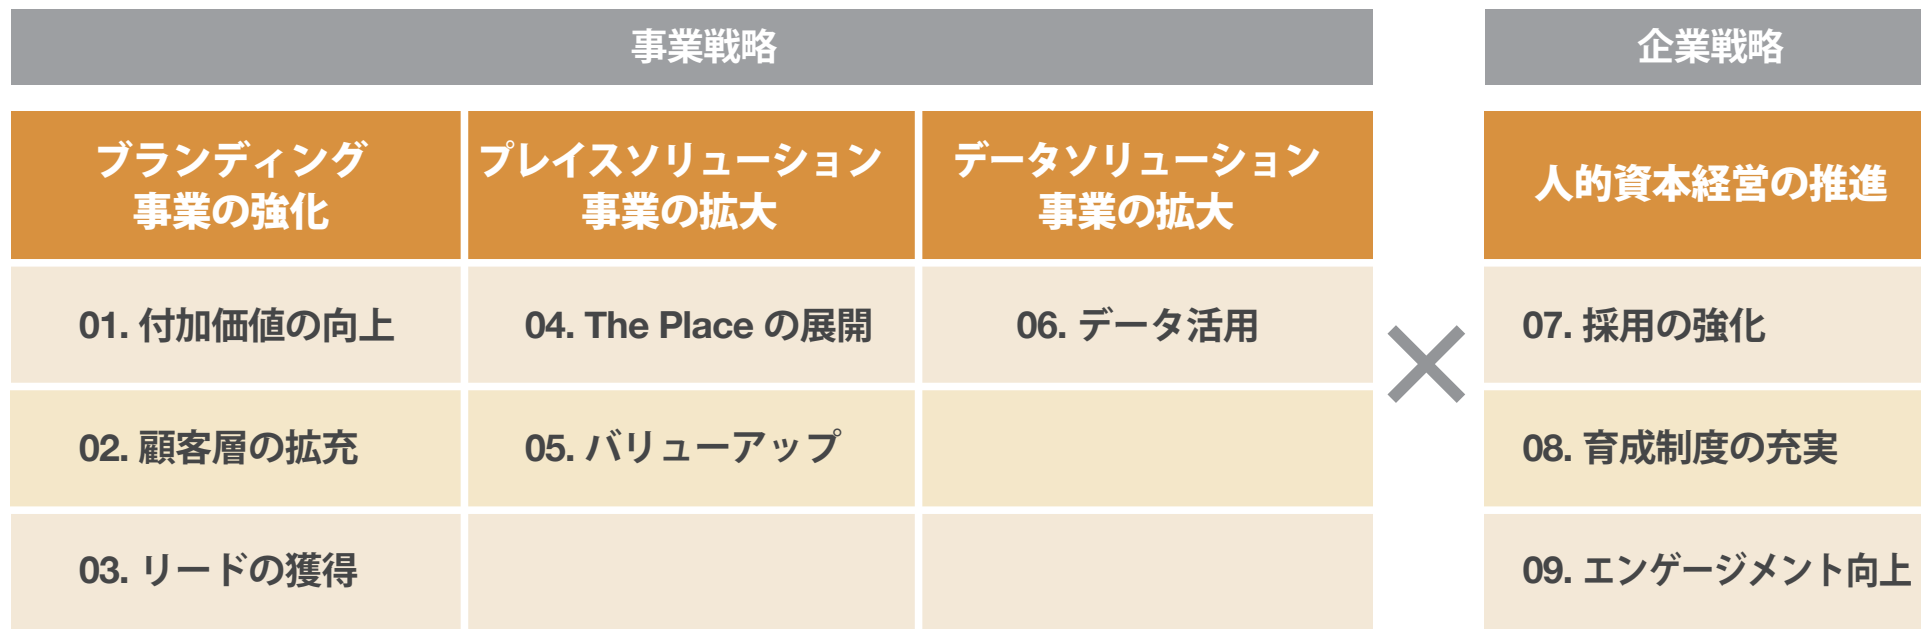 事業戦略
企業戦略
ブランディング
事業の強化
プレイスソリューション
事業の拡大
データソリューション
事業の拡大
人的資本経営の推進
01. 付加価値の向上
04. The Place の展開
06. データ活用
07. 採用の強化
02. 顧客層の拡充
05. バリューアップ
08. 育成制度の充実
03. リードの獲得
09. エンゲージメント向上